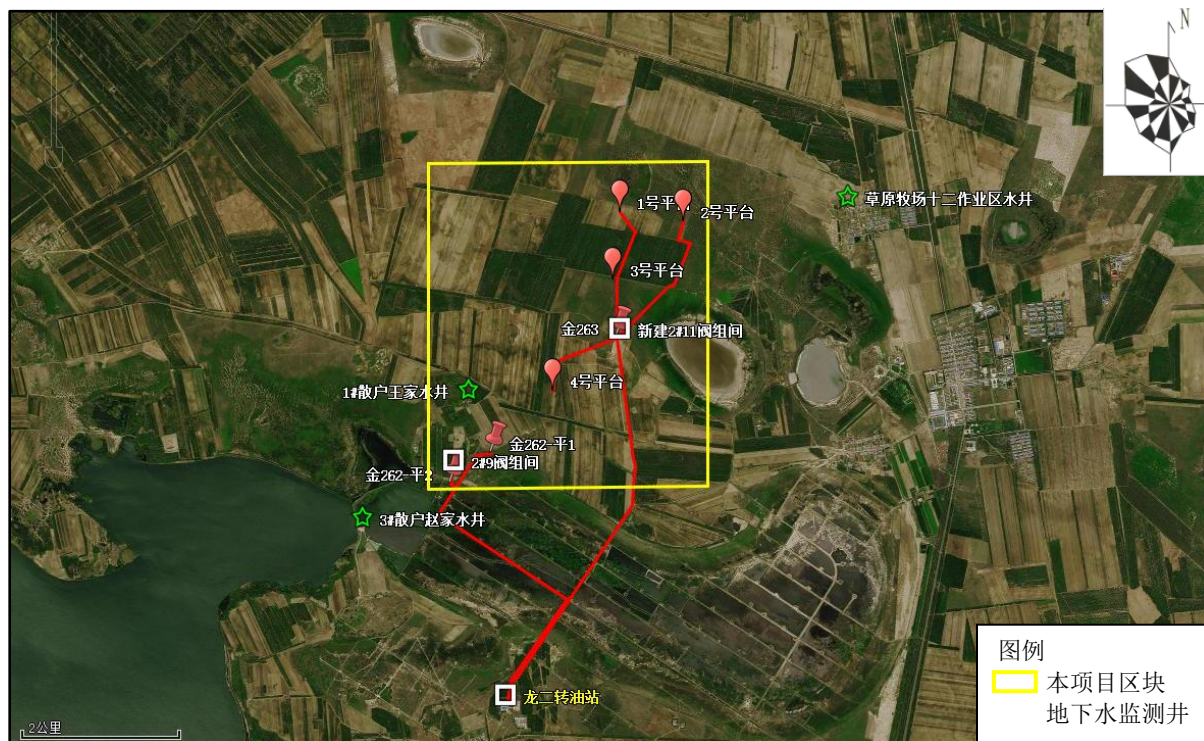 N
草原牧场十二作业区水井
1号平台
2号平台
3号平台
金263
新建2#11阀组间
4号平台
1#散户王家水井
金262-平1
2#9阀组间
金262-平2
3#散户赵家水井
龙二转油站
2公里
图例
本项目区块
地下水监测井